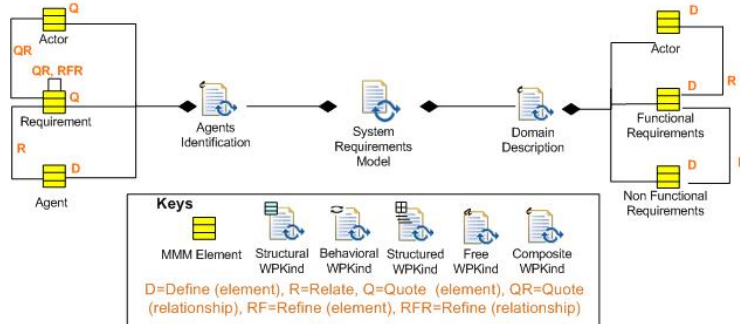 Q
Actor
QR
QR, RFR
Q
Requirement
R
D
Agent
Agents
Identification
System
Requirements
Model
Domain
Description
D
Actor
R
D
Functional
Requirements
D
Non Functional
Requirements
Keys
MMM Element
Structural
WPKind
Behavioral
WPKind
Structured
WPKind
Free
WPKind
Composite
WPKind
D=Define (element), R=Relate, Q=Quote (element), QR=Quote
(relationship), RF=Refine (element), RFR=Refine (relationship)